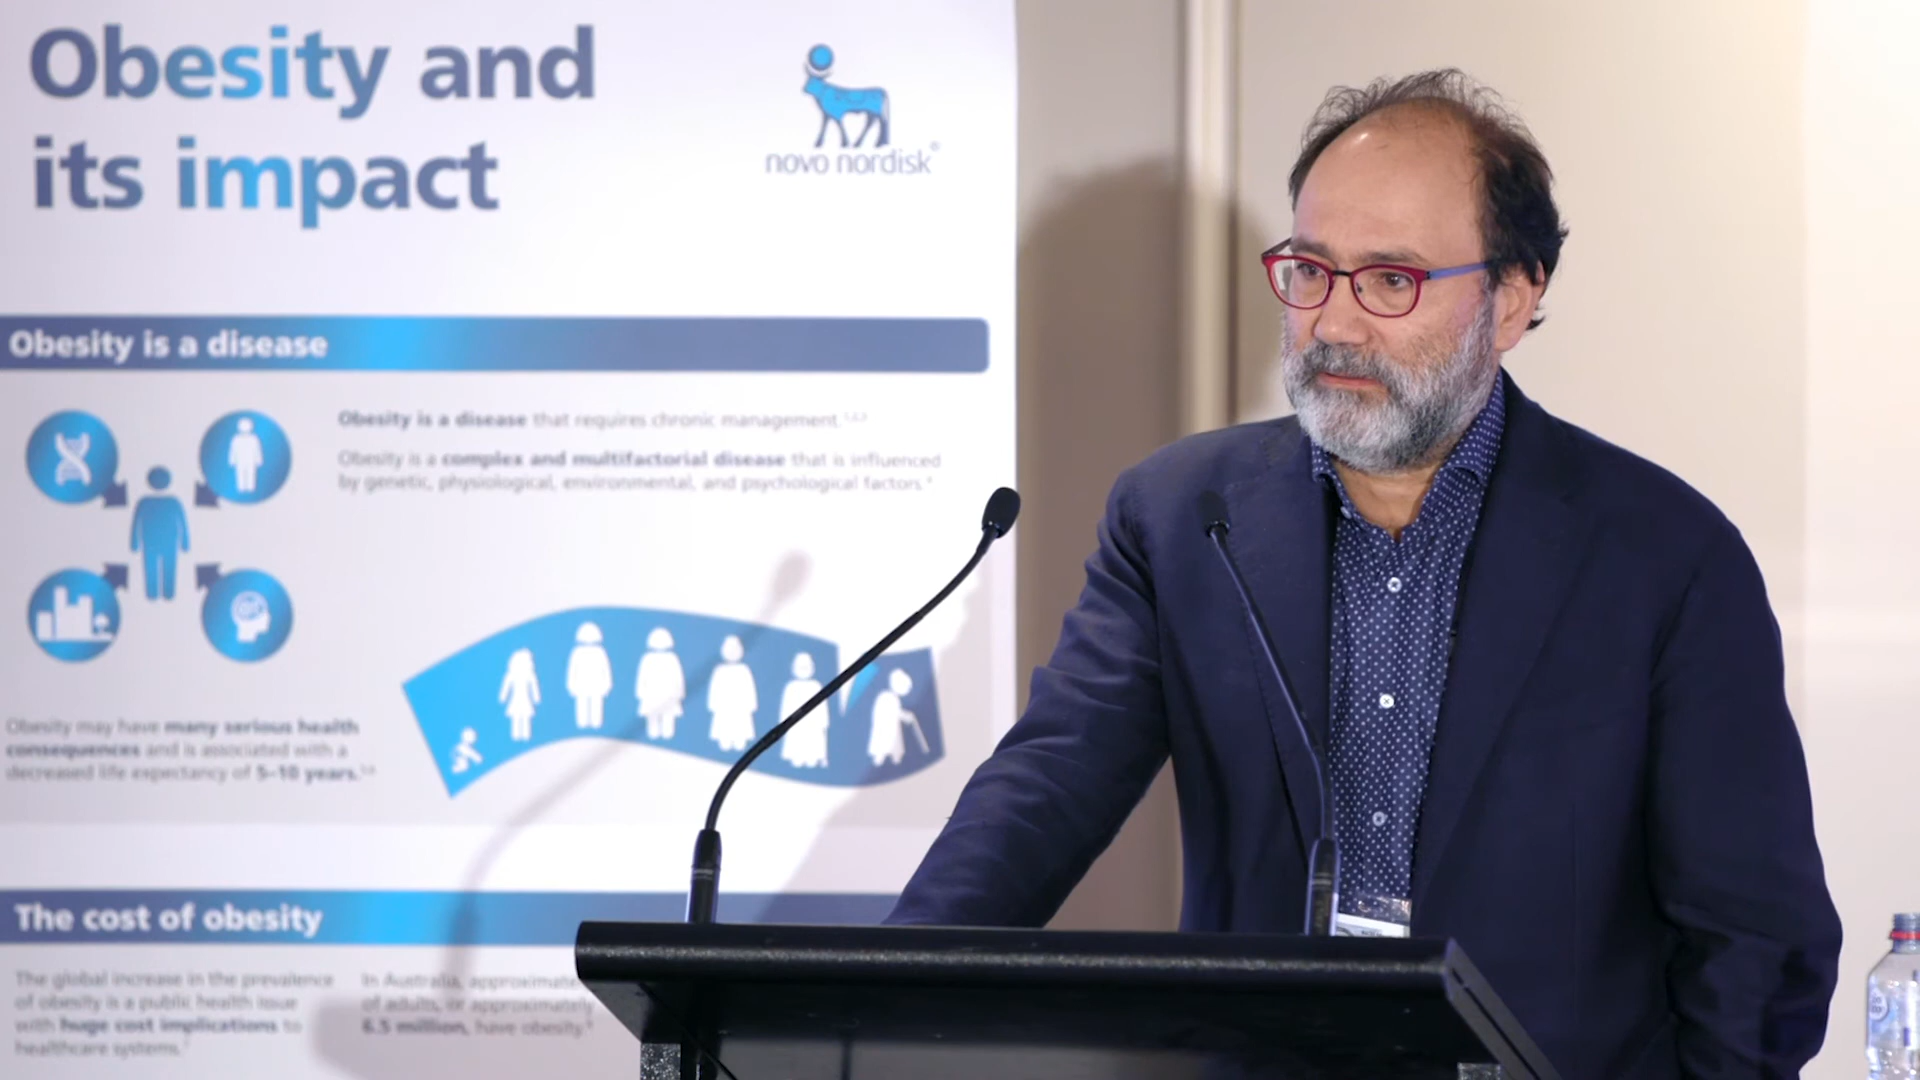 Obesity and
its impact
novo nordisk®
Obesity is a disease
Obesity is a disease that requires chronic management.
Obesity is a complex and multifactorial disease that is influenced
by genetic, physiological, environmental, and psychological factors.
Obesity may have many serious health
consequences and is associated with a
decreased life expectancy of 5–10 years.
The cost of obesity
The global increase in the prevalence
of obesity is a public health issue
with huge cost implications to
healthcare systems.
In Australia, approximate
of adults, or approximately
6.5 million, have obesity.